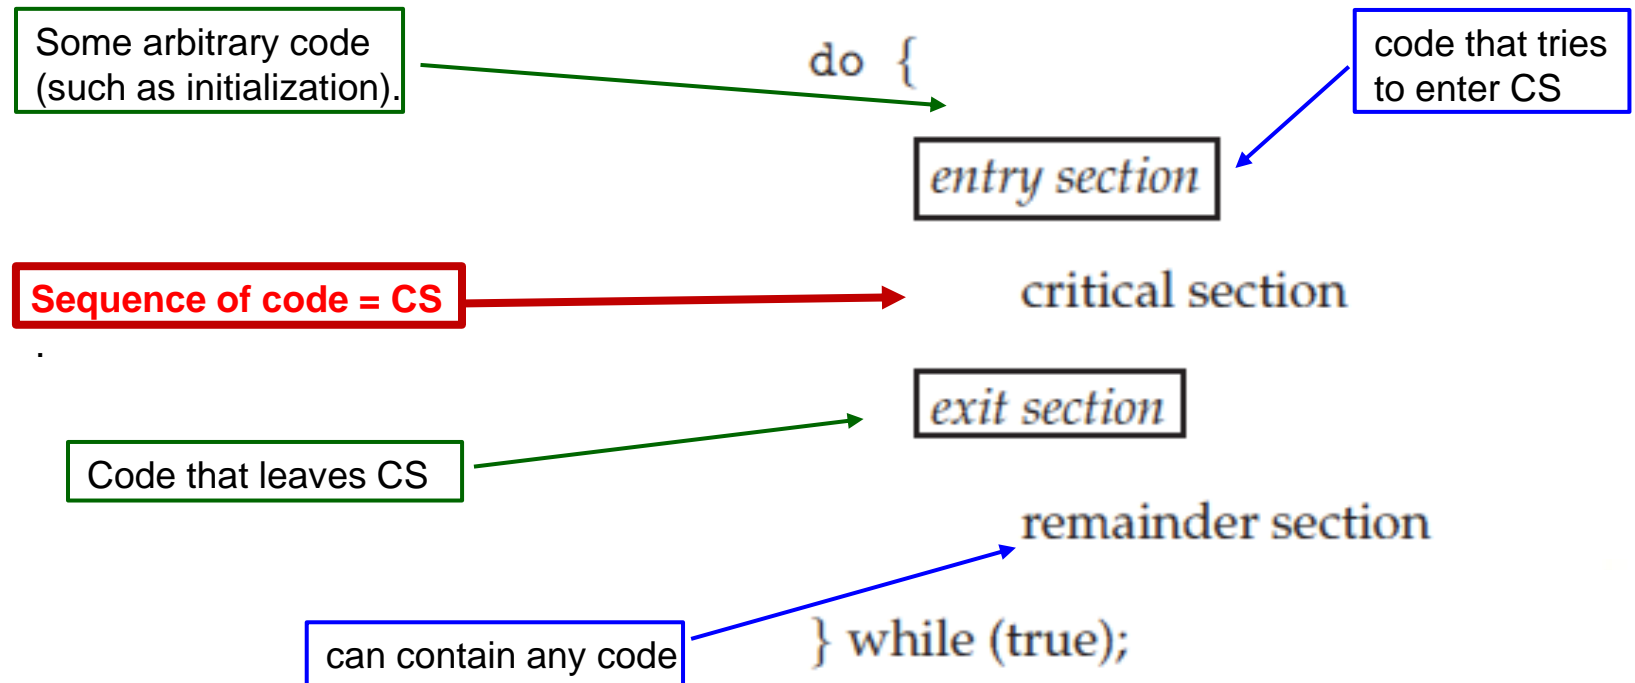 Some arbitrary code
(such as initialization).
do {
code that tries
to enter CS
entry section
Sequence of code = CS
critical section
.
exit section
Code that leaves CS
remainder section
can contain any code
} while (true);